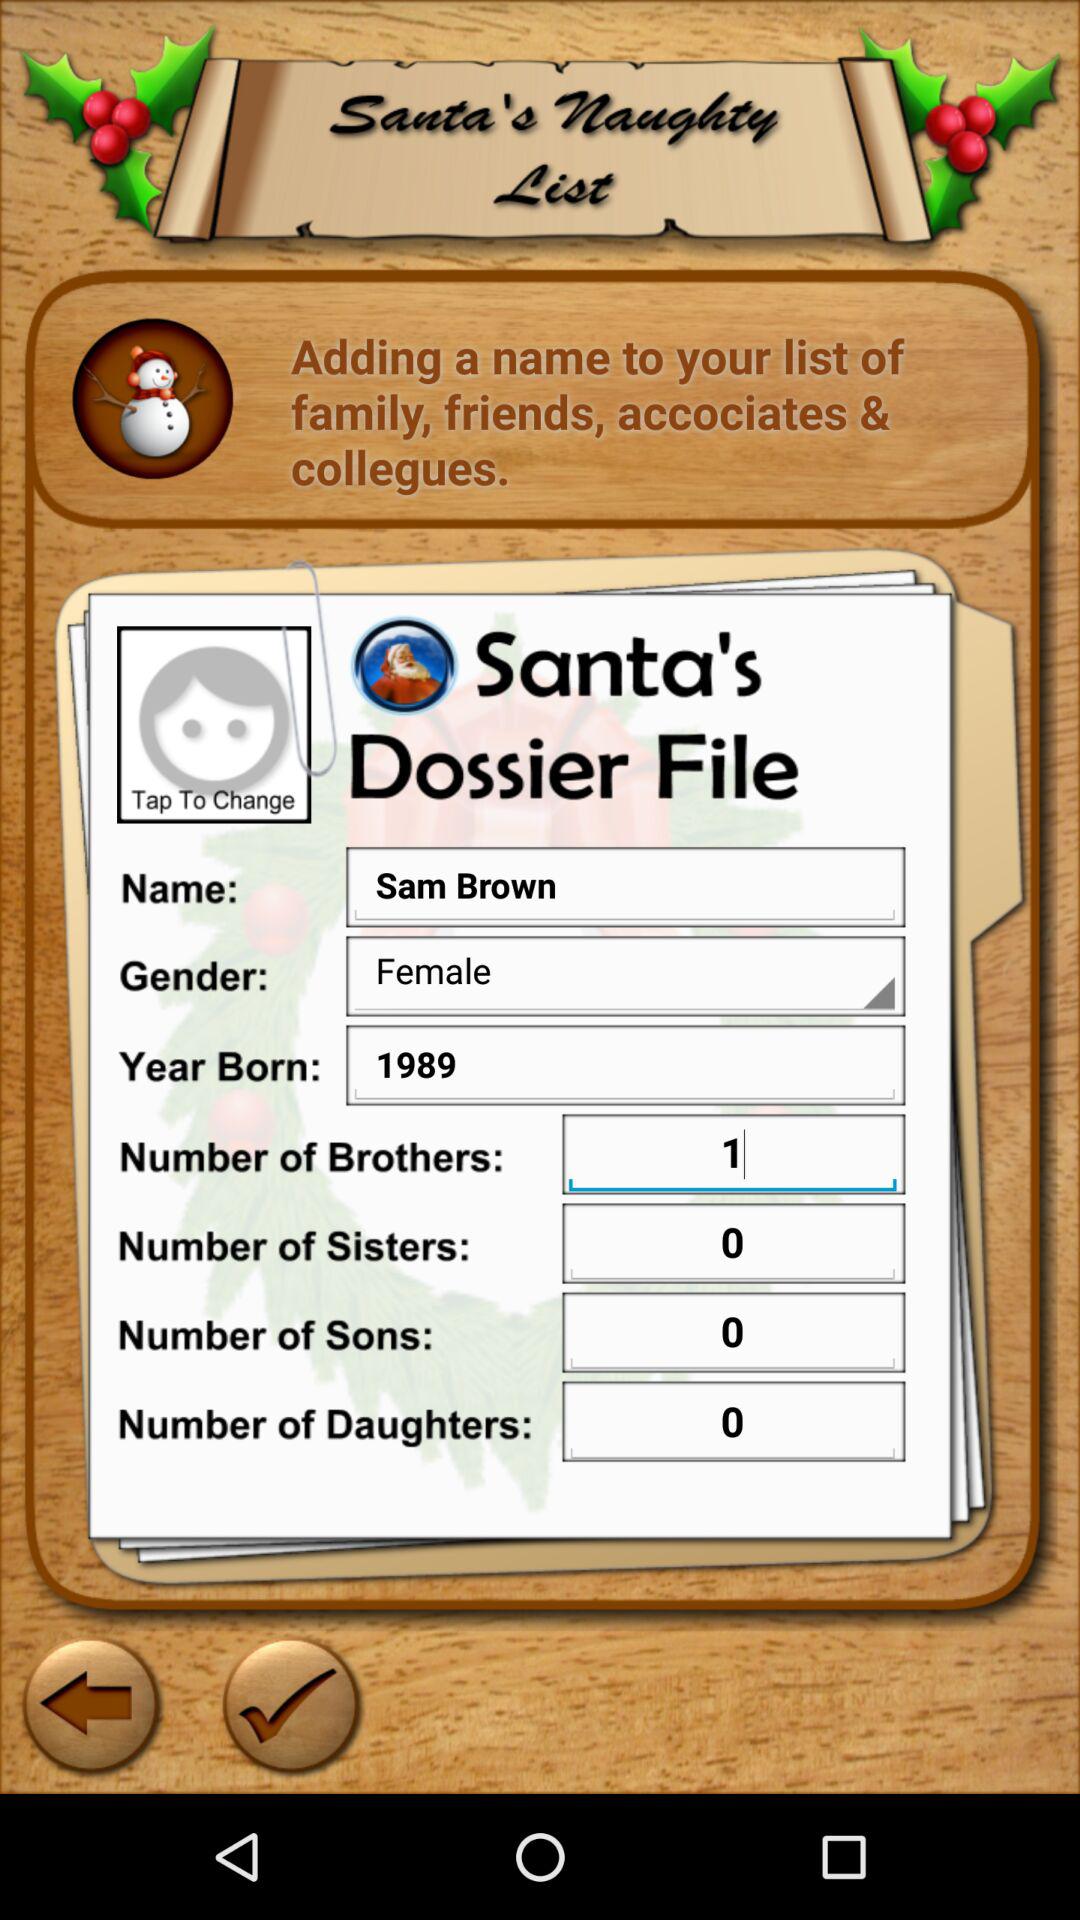 Santa's Naughty
List
Adding a name to your list of
family, friends, accociates &
collegues.
Tap To Change
Santa's
Dossier File
Name: Sam Brown
Gender: Female
Year Born: 1989
Number of Brothers: 1
Number of Sisters: 0
Number of Sons: 0
Number of Daughters: 0